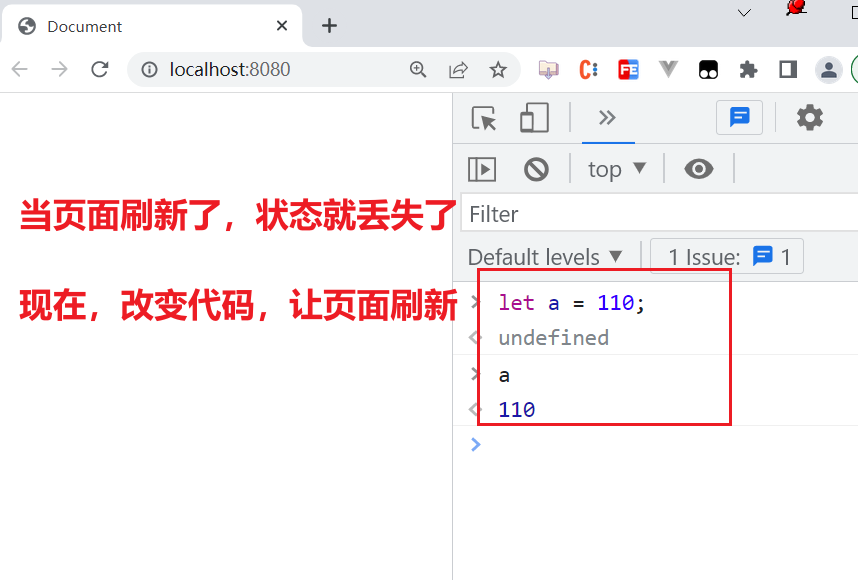 Document
localhost:8080
C:
FE
top
Filter
Default levels
1 Issue:
1
当页面刷新了，状态就丢失了
现在，改变代码，让页面刷新
let a = 110;
undefined
a
110